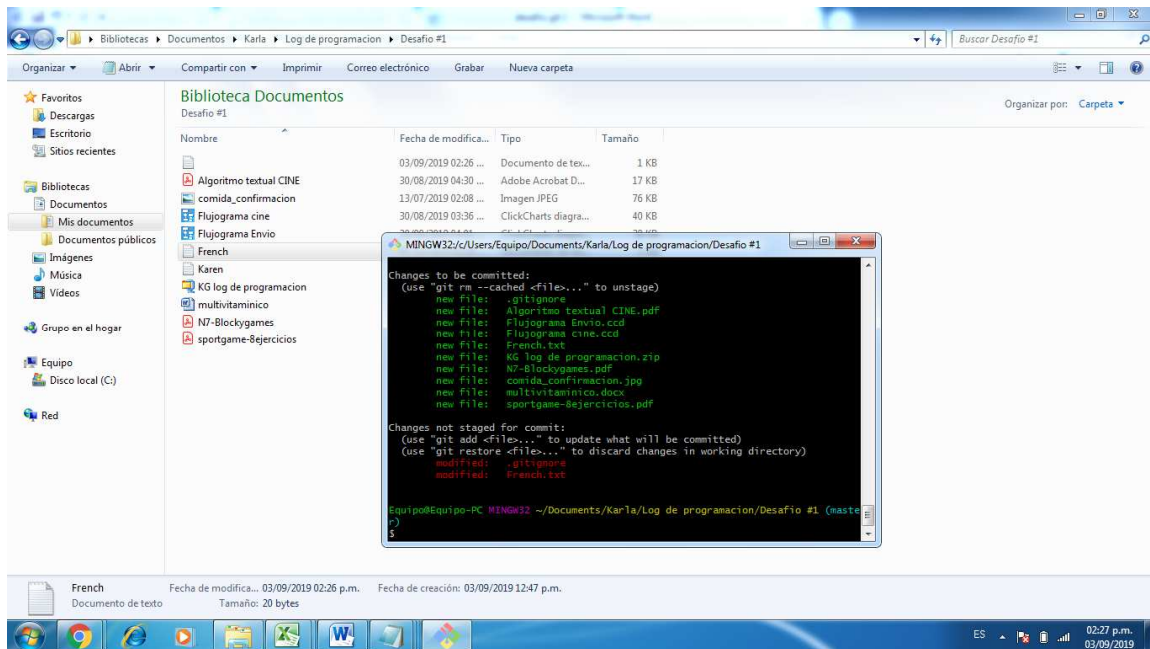 Bibliotecas ▸ Documentos ▸ Karla ▸ Log de programacion ▸ Desafio #1
Buscar Desafio #1
Organizar Abrir Compartir con Imprimir Correo electrónico Grabar Nueva carpeta
Favoritos
Descargas
Escritorio
Sitios recientes
Bibliotecas
Documentos
Mis documentos
Documentos públicos
Imágenes
Música
Vídeos
Grupo en el hogar
Equipo
Disco local (C:)
Red
Biblioteca Documentos
Desafio #1
Organizar por: Carpeta
Nombre Fecha de modifica... Tipo Tamaño
03/09/2019 02:26 ... Documento de tex... 1 KB
Algoritmo textual CINE 30/08/2019 04:30 ... Adobe Acrobat D... 17 KB
comida_confirmacion 13/07/2019 02:08 ... Imagen JPEG 76 KB
Flujograma cine 30/08/2019 03:36 ... ClickCharts diagra... 40 KB
Flujograma Envio
French
Karen
KG log de programacion
multivitaminico
N7-Blockygames
sportgame-8ejercicios
MINGW32:/c/Users/Equipo/Documents/Karla/Log de programacion/Desafio #1
Changes to be committed:
(use "git rm --cached <file>..." to unstage)
new file: .gitignore
new file: Algoritmo textual CINE.pdf
new file: Flujograma Envio.ccd
new file: Flujograma cine.ccd
new file: French.txt
new file: KG log de programacion.zip
new file: N7-Blockygames.pdf
new file: comida_confirmacion.jpg
new file: multivitaminico.docx
new file: sportgame-8ejercicios.pdf
Changes not staged for commit:
(use "git add <file>..." to update what will be committed)
(use "git restore <file>..." to discard changes in working directory)
modified: .gitignore
modified: French.txt
Equipo@Equipo-PC MINGW32 ~/Documents/Karla/Log de programacion/Desafio #1 (maste
r)
$
French Fecha de modifica... 03/09/2019 02:26 p.m. Fecha de creación: 03/09/2019 12:47 p.m.
Documento de texto Tamaño: 20 bytes
ES 02:27 p.m.
03/09/2019